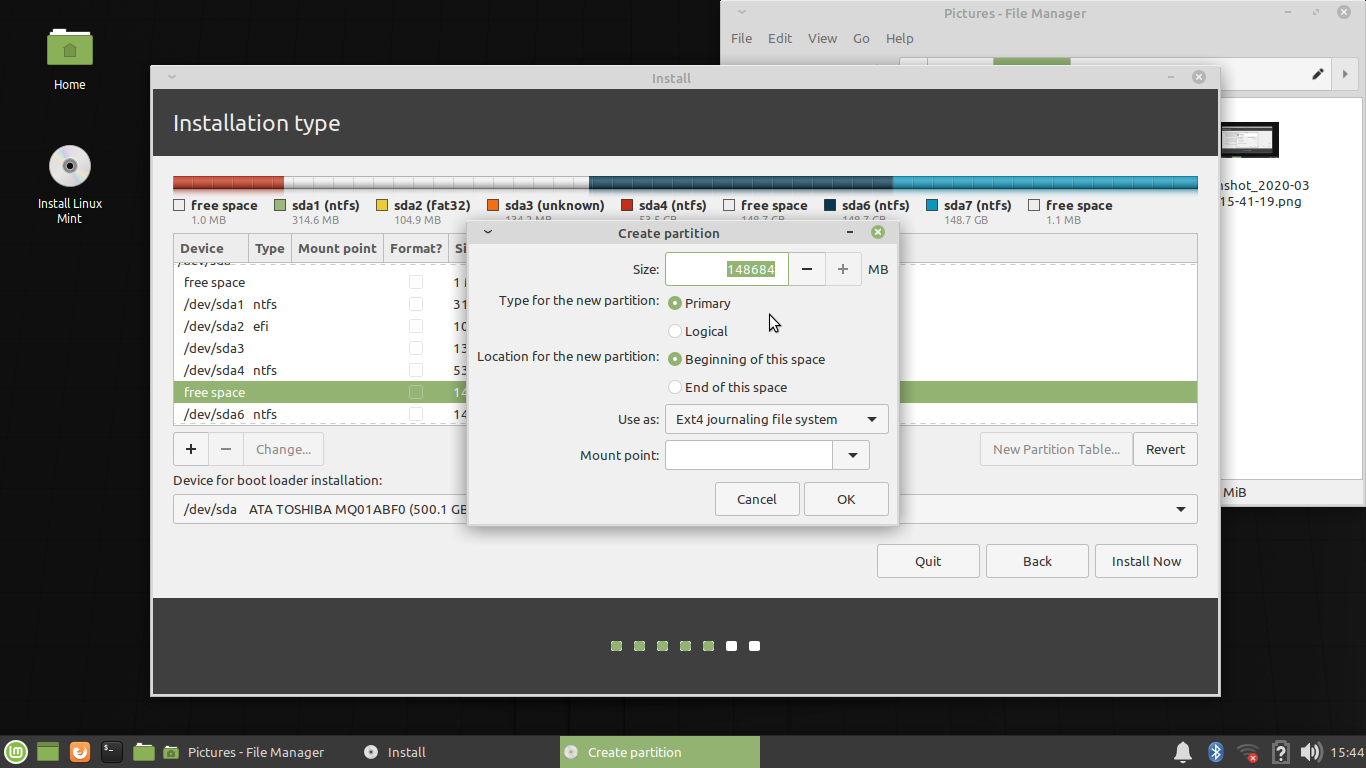 Pictures - File Manager
File Edit View Go Help
Home
Install Linux
Mint
Install
Installation type
free space sda1 (ntfs) sda2 (fat32) sda3 (unknown) sda4 (ntfs) free space sda6 (ntfs) sda7 (ntfs) free space
1.0 MB 314.6 MB 104.9 MB 134.2 MB 53.5 GB 148.7 GB 148.7 GB 148.7 GB 1.1 MB
nshot_2020-03
15-41-19.png
Create partition
Device Type Mount point Format? Si
/dev/sda
free space 1
/dev/sda1 ntfs 31
/dev/sda2 efi 10
/dev/sda3 13
/dev/sda4 ntfs 53
free space 14
/dev/sda6 ntfs 14
Size: 148684 MB
Type for the new partition: Primary
Logical
Location for the new partition: Beginning of this space
End of this space
Use as: Ext4 journaling file system
Mount point:
Cancel OK
+ − Change...
New Partition Table... Revert
Device for boot loader installation:
/dev/sda ATA TOSHIBA MQ01ABF0 (500.1 GB
MiB
Quit Back Install Now
Pictures - File Manager Install Create partition 15:44